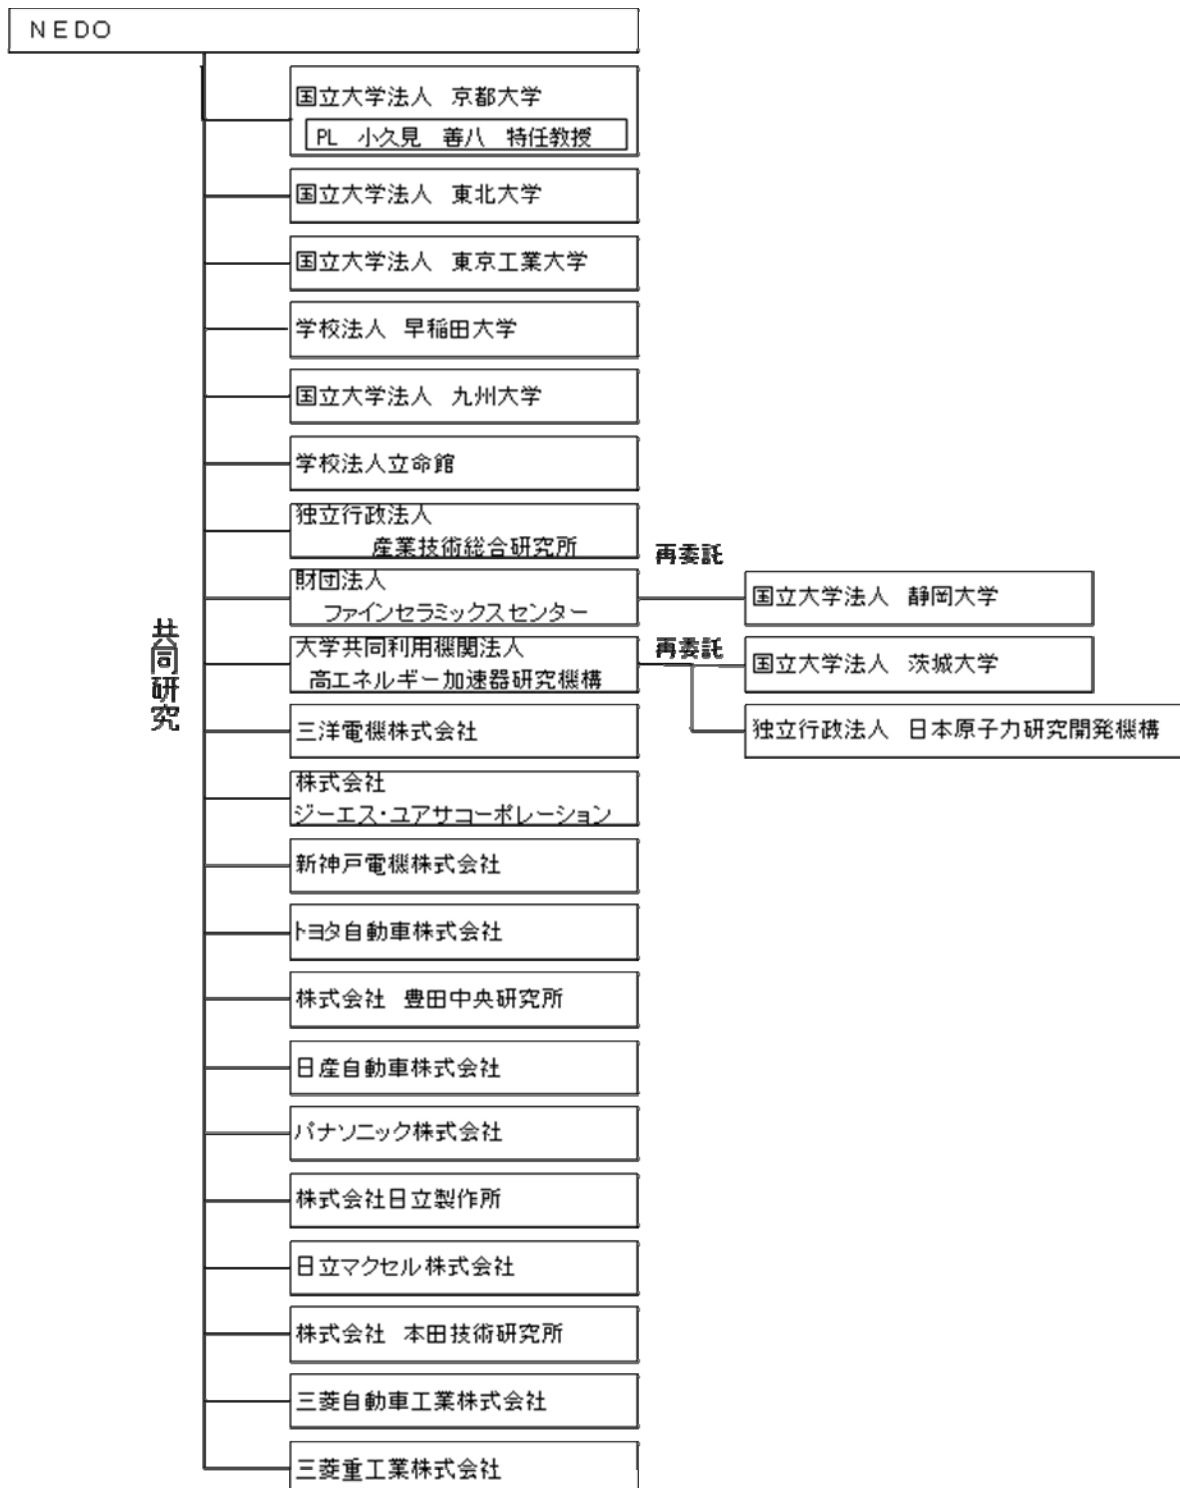 NEDO
国立大学法人 京都大学
PL 小久見 善八 特任教授
国立大学法人 東北大学
国立大学法人 東京工業大学
学校法人 早稲田大学
国立大学法人 九州大学
学校法人立命館
独立行政法人
産業技術総合研究所
再委託
財団法人
ファインセラミックスセンター
国立大学法人 静岡大学
大学共同利用機関法人
高エネルギー加速器研究機構
再委託
国立大学法人 茨城大学
独立行政法人 日本原子力研究開発機構
共同研究
三洋電機株式会社
株式会社
ジーエス・ユアサコーポレーション
新神戸電機株式会社
トヨタ自動車株式会社
株式会社 豊田中央研究所
日産自動車株式会社
パナソニック株式会社
株式会社日立製作所
日立マクセル株式会社
株式会社 本田技術研究所
三菱自動車工業株式会社
三菱重工業株式会社